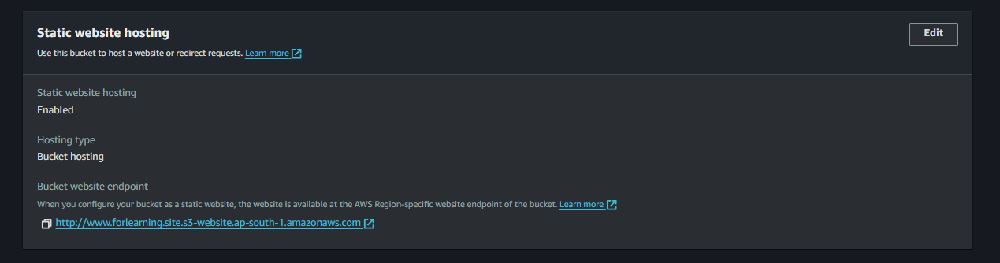 Static website hosting
Edit
Use this bucket to host a website or redirect requests. Learn more
Static website hosting
Enabled
Hosting type
Bucket hosting
Bucket website endpoint
When you configure your bucket as a static website, the website is available at the AWS Region-specific website endpoint of the bucket. Learn more
http://www.forlearning.site.s3-website.ap-south-1.amazonaws.com